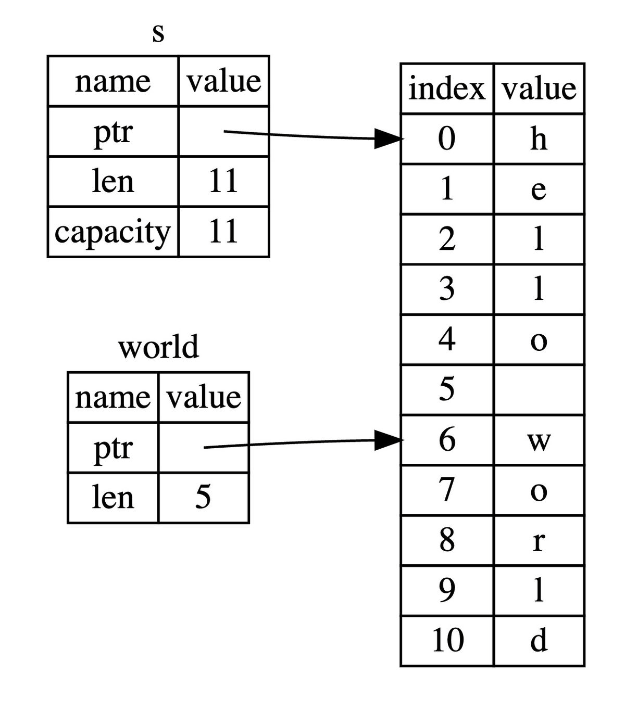 s
name value
ptr
len 11
capacity 11
world
name value
ptr
len 5
index value
0 h
1 e
2 l
3 l
4 o
5
6 w
7 o
8 r
9 l
10 d